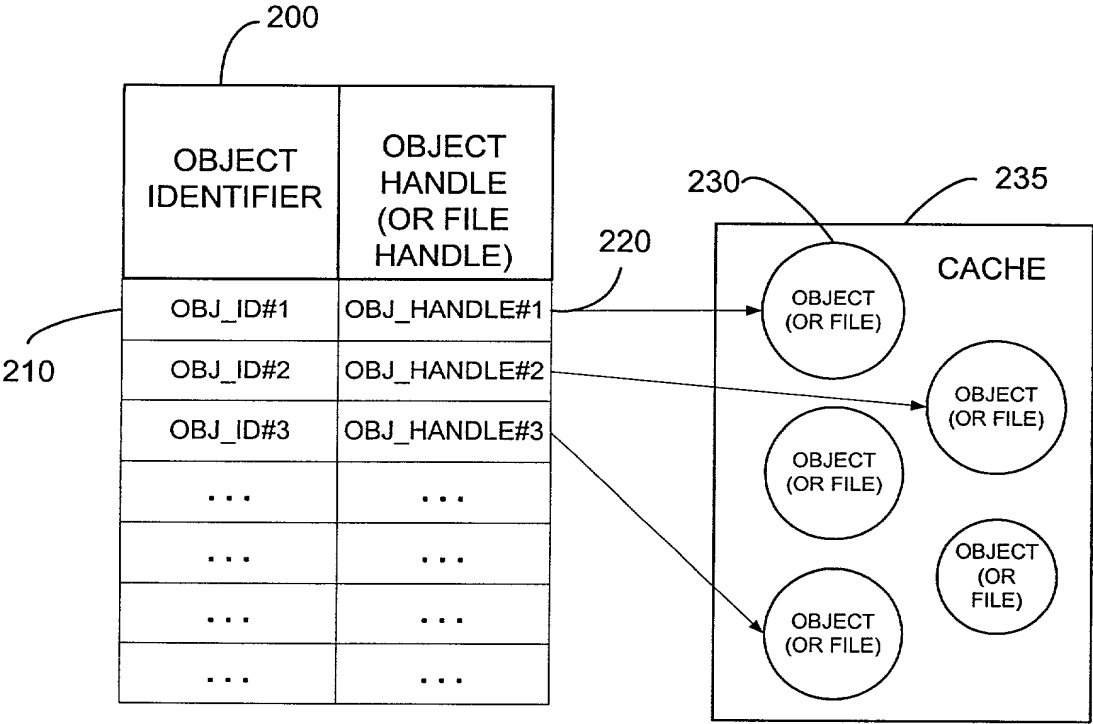 200
OBJECT
IDENTIFIER
OBJECT
HANDLE
(OR FILE
HANDLE)
210
OBJ_ID#1
OBJ_HANDLE#1
OBJ_ID#2
OBJ_HANDLE#2
OBJ_ID#3
OBJ_HANDLE#3
...
...
...
...
...
...
...
...
220
230
235
CACHE
OBJECT
(OR FILE)
OBJECT
(OR FILE)
OBJECT
(OR FILE)
OBJECT
(OR
FILE)
OBJECT
(OR FILE)